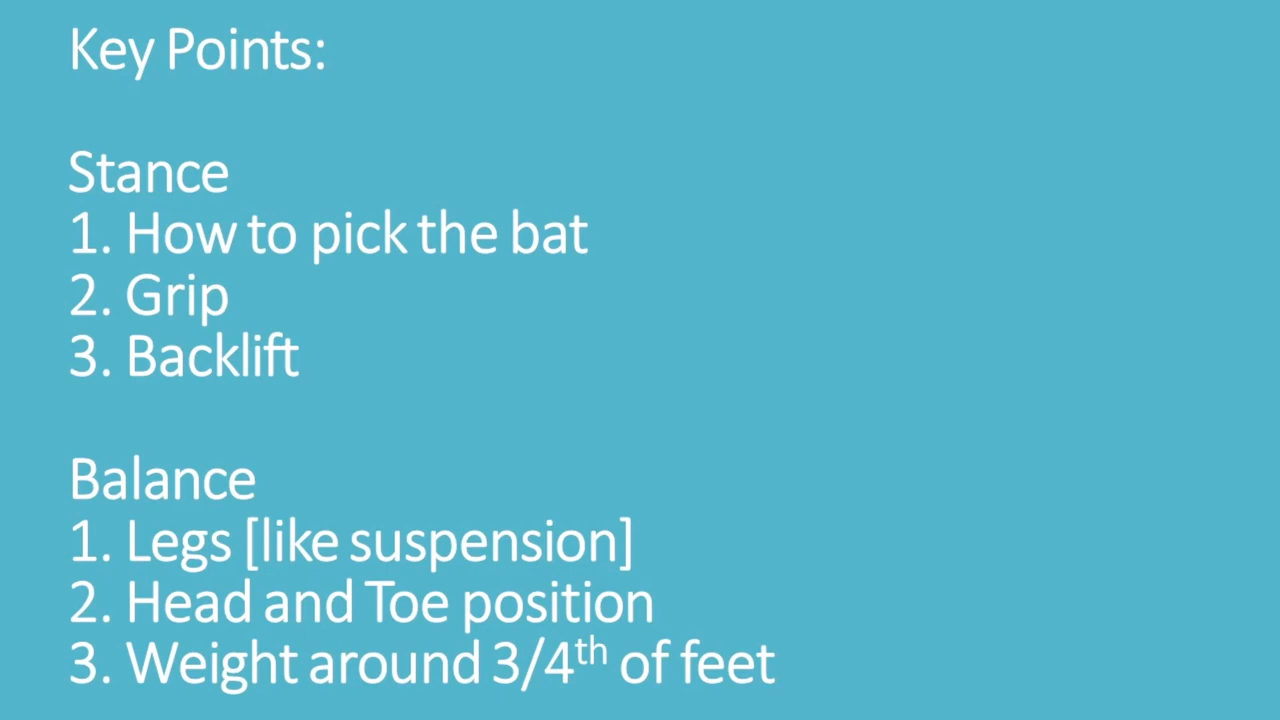 Key Points:
Stance
1. How to pick the bat
2. Grip
3. Backlift
Balance
1. Legs [like suspension]
2. Head and Toe position
3. Weight around 3/4th of feet